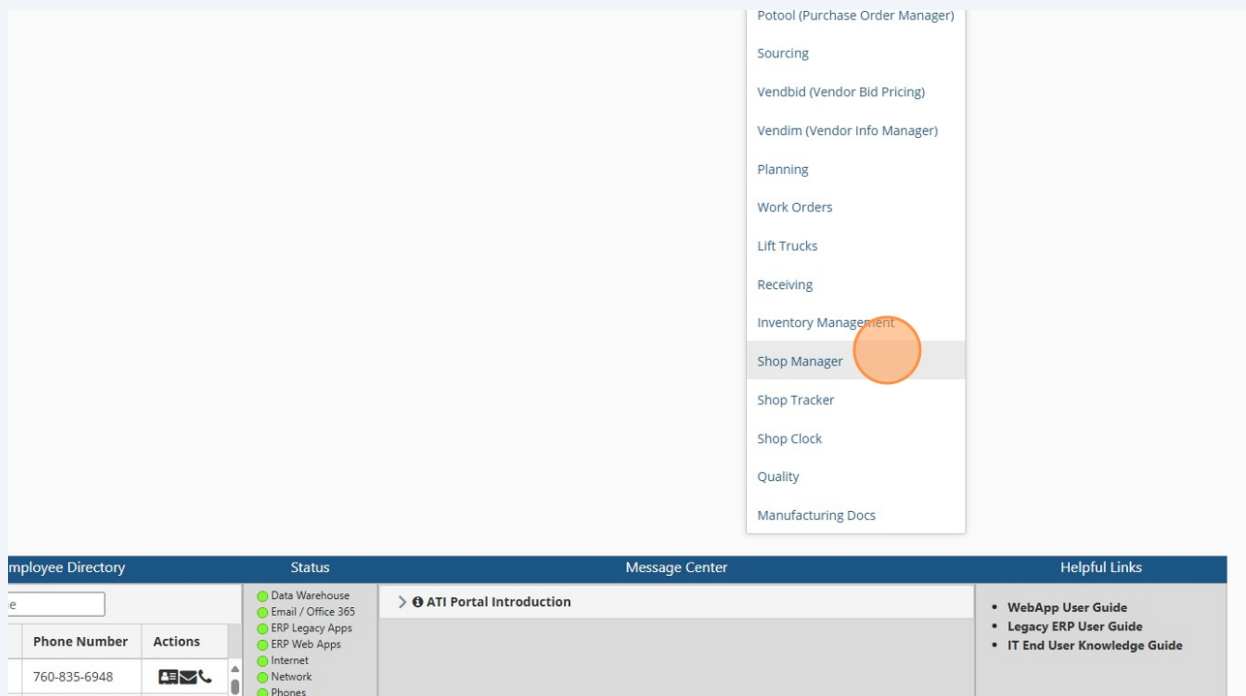 Potool (Purchase Order Manager)
Sourcing
Vendbid (Vendor Bid Pricing)
Vendim (Vendor Info Manager)
Planning
Work Orders
Lift Trucks
Receiving
Inventory Management
Shop Manager
Shop Tracker
Shop Clock
Quality
Manufacturing Docs
mployee Directory
Status
Message Center
Helpful Links
e
Phone Number
Actions
760-835-6948
Data Warehouse
Email / Office 365
ERP Legacy Apps
ERP Web Apps
Internet
Network
Phones
ATI Portal Introduction
WebApp User Guide
Legacy ERP User Guide
IT End User Knowledge Guide